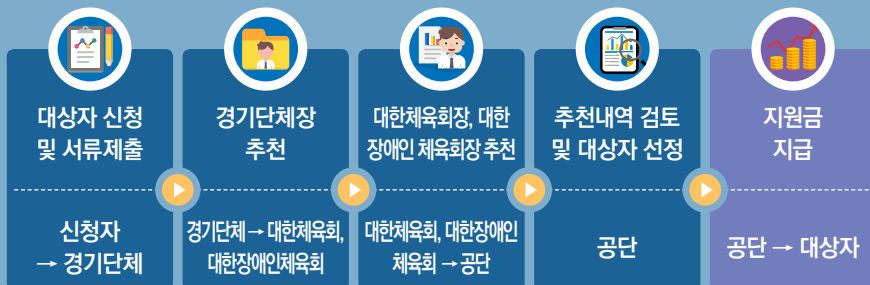 대상자 신청
및 서류제출
경기단체장
추천
대한체육회장, 대한
장애인 체육회장 추천
추천내역 검토
및 대상자 선정
지원금
지급
신청자
→ 경기단체
경기단체 → 대한체육회,
대한장애인체육회
대한체육회, 대한장애인
체육회 → 공단
공단
공단 → 대상자